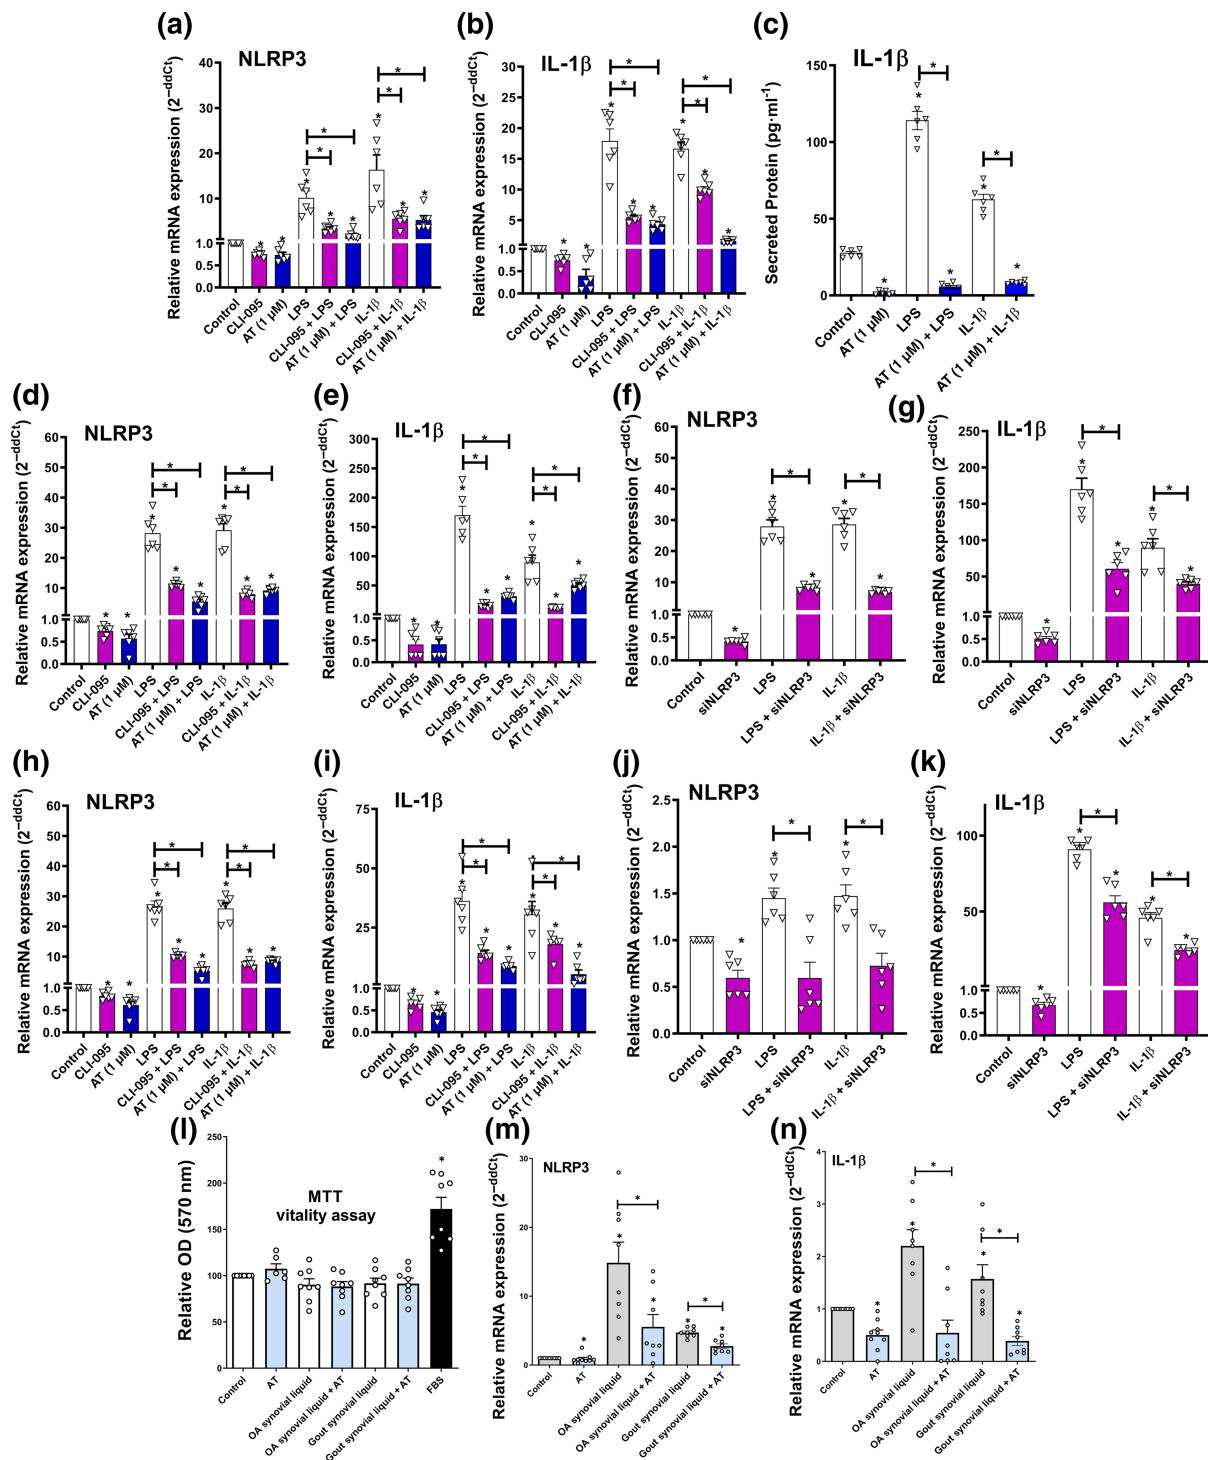 (a)
NLRP3
Relative mRNA expression (2−ddCt)
40
30
20
10
1.0
0.5
0.0
* * * * * * * * * * * *
Control
CLI-095
AT (1 µM)
LPS
CLI-095 + LPS
AT (1 µM) + LPS
IL-1β
CLI-095 + IL-1β
AT (1 µM) + IL-1β
(b)
IL-1β
Relative mRNA expression (2−ddCt)
30
25
20
15
10
5
1.0
0.5
0.0
Control
CLI-095
AT (1 µM)
LPS
CLI-095 + LPS
AT (1 µM) + LPS
IL-1β
CLI-095 + IL-1β
AT (1 µM) + IL-1β
(c)
IL-1β
Secreted Protein (pg·ml-1)
150
100
50
0
Control
AT (1 µM)
LPS
AT (1 µM) + LPS
IL-1β
AT (1 µM) + IL-1β
(d)
NLRP3
Relative mRNA expression (2−ddCt)
60
50
40
30
20
10
1.0
0.5
0.0
Control
CLI-095
AT (1 µM)
LPS
CLI-095 + LPS
AT (1 µM) + LPS
IL-1β
CLI-095 + IL-1β
AT (1 µM) + IL-1β
(e)
IL-1β
Relative mRNA expression (2−ddCt)
300
250
200
150
100
50
1.0
0.5
0.0
Control
CLI-095
AT (1 µM)
LPS
CLI-095 + LPS
AT (1 µM) + LPS
IL-1β
CLI-095 + IL-1β
AT (1 µM) + IL-1β
(f)
NLRP3
Relative mRNA expression (2−ddCt)
60
50
40
30
20
10
1.0
0.5
0.0
Control
siNLRP3
LPS
LPS + siNLRP3
IL-1β
IL-1β + siNLRP3
(g)
IL-1β
Relative mRNA expression (2−ddCt)
250
200
150
100
50
1.0
0.5
0.0
Control
siNLRP3
LPS
LPS + siNLRP3
IL-1β
IL-1β + siNLRP3
(h)
NLRP3
Relative mRNA expression (2−ddCt)
60
50
40
30
20
10
1.0
0.5
0.0
Control
CLI-095
AT (1 µM)
LPS
CLI-095 + LPS
AT (1 µM) + LPS
IL-1β
CLI-095 + IL-1β
AT (1 µM) + IL-1β
(i)
IL-1β
Relative mRNA expression (2−ddCt)
75
50
25
1.0
0.5
0.0
Control
CLI-095
AT (1 µM)
LPS
CLI-095 + LPS
AT (1 µM) + LPS
IL-1β
CLI-095 + IL-1β
AT (1 µM) + IL-1β
(j)
NLRP3
Relative mRNA expression (2−ddCt)
2.5
2.0
1.5
1.0
0.5
0.0
Control
siNLRP3
LPS
LPS + siNLRP3
IL-1β
IL-1β + siNLRP3
(k)
IL-1β
Relative mRNA expression (2−ddCt)
100
50
1.0
0.5
0.0
Control
siNLRP3
LPS
LPS + siNLRP3
IL-1β
IL-1β + siNLRP3
(l)
MTT
vitality assay
Relative OD (570 nm)
250
200
150
100
50
0
Control
AT
OA synovial liquid
OA synovial liquid + AT
Gout synovial liquid
Gout synovial liquid + AT
FBS
(m)
NLRP3
Relative mRNA expression (2−ddCt)
30
20
10
0
Control
AT
OA synovial liquid
OA synovial liquid + AT
Gout synovial liquid
Gout synovial liquid + AT
(n)
IL-1β
Relative mRNA expression (2−ddCt)
4
3
2
1
0
Control
AT
OA synovial liquid
OA synovial liquid + AT
Gout synovial liquid
Gout synovial liquid + AT